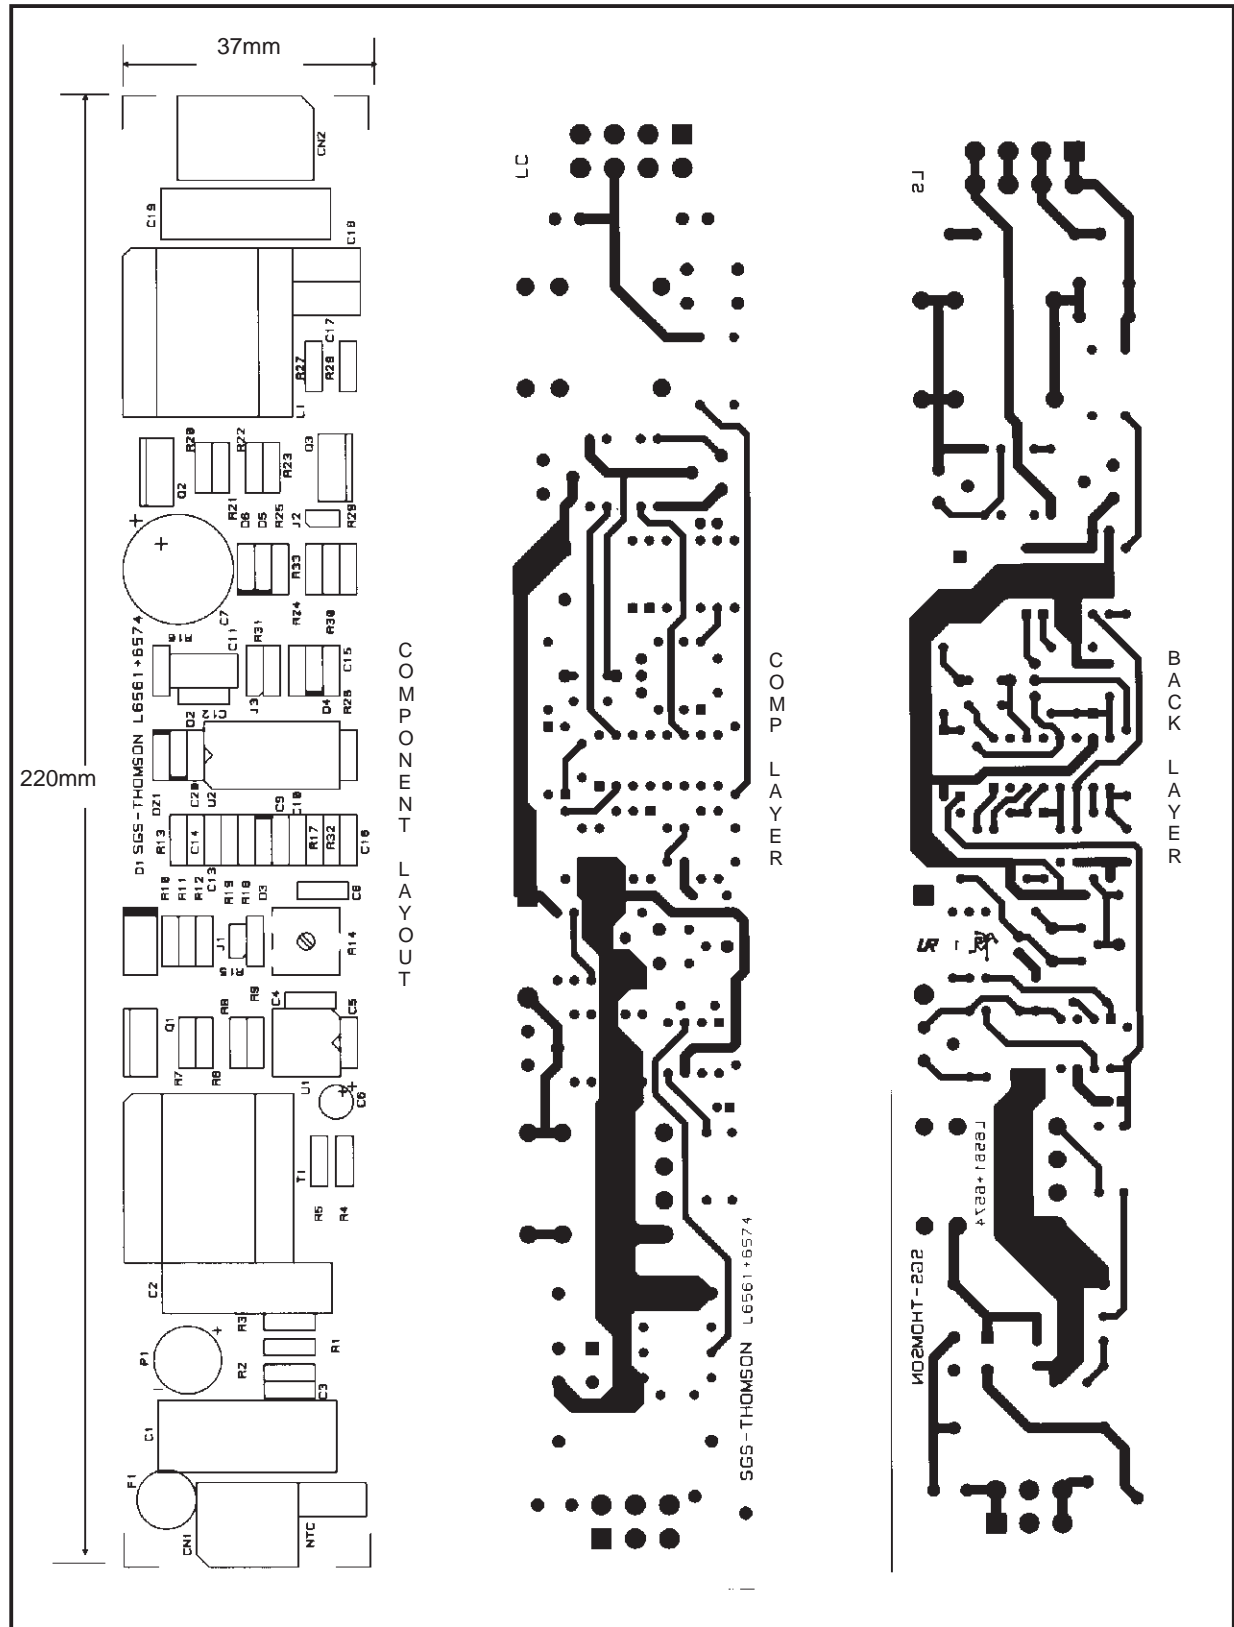 37mm
220mm
CN2
C19
C18
C17
R27
R29
L1
R20
R22
Q3
R23
Q2
R21
D6
D5
R25
J2
R29
+
+
R33
C7
R24
R30
D1 SGS-THOMSON L6561+6574
C11
R31
C15
C12
J3
D4
R26
D2
DZ1
C20
U2
C9
C10
R13
C14
R17
R32
C16
R10
R11
R12
C13
R19
R18
D3
C8
J1
R14
R9
C4
C5
Q1
R8
R7
U1
+
C6
T1
R5
R4
C2
R3
P1
+
R2
R1
C3
C1
F1
CN1
NTC
COMPONENT LAYOUT
LC
COMP LAYER
SGS-THOMSON L6561+6574
LS
BACK LAYER
L6561+6574
SGS-THOMSON